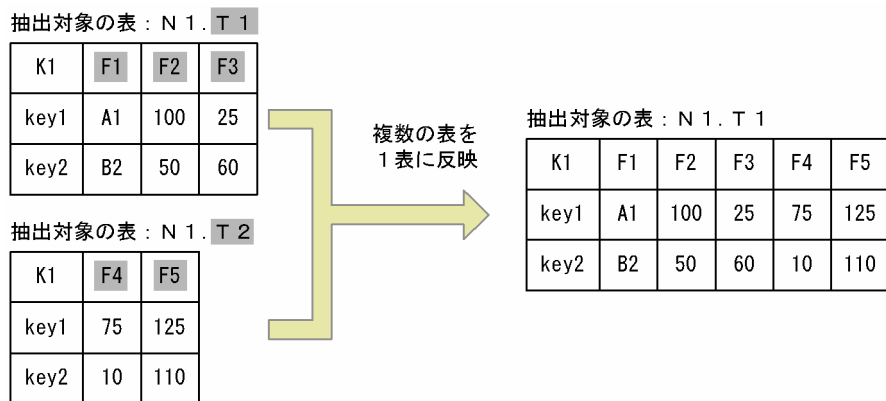 抽出対象の表：Ｎ１．Ｔ１
K1 F1 F2 F3
key1 A1 100 25
key2 B2 50 60
抽出対象の表：Ｎ１．Ｔ２
K1 F4 F5
key1 75 125
key2 10 110
複数の表を
１表に反映
抽出対象の表：Ｎ１．Ｔ１
K1 F1 F2 F3 F4 F5
key1 A1 100 25 75 125
key2 B2 50 60 10 110